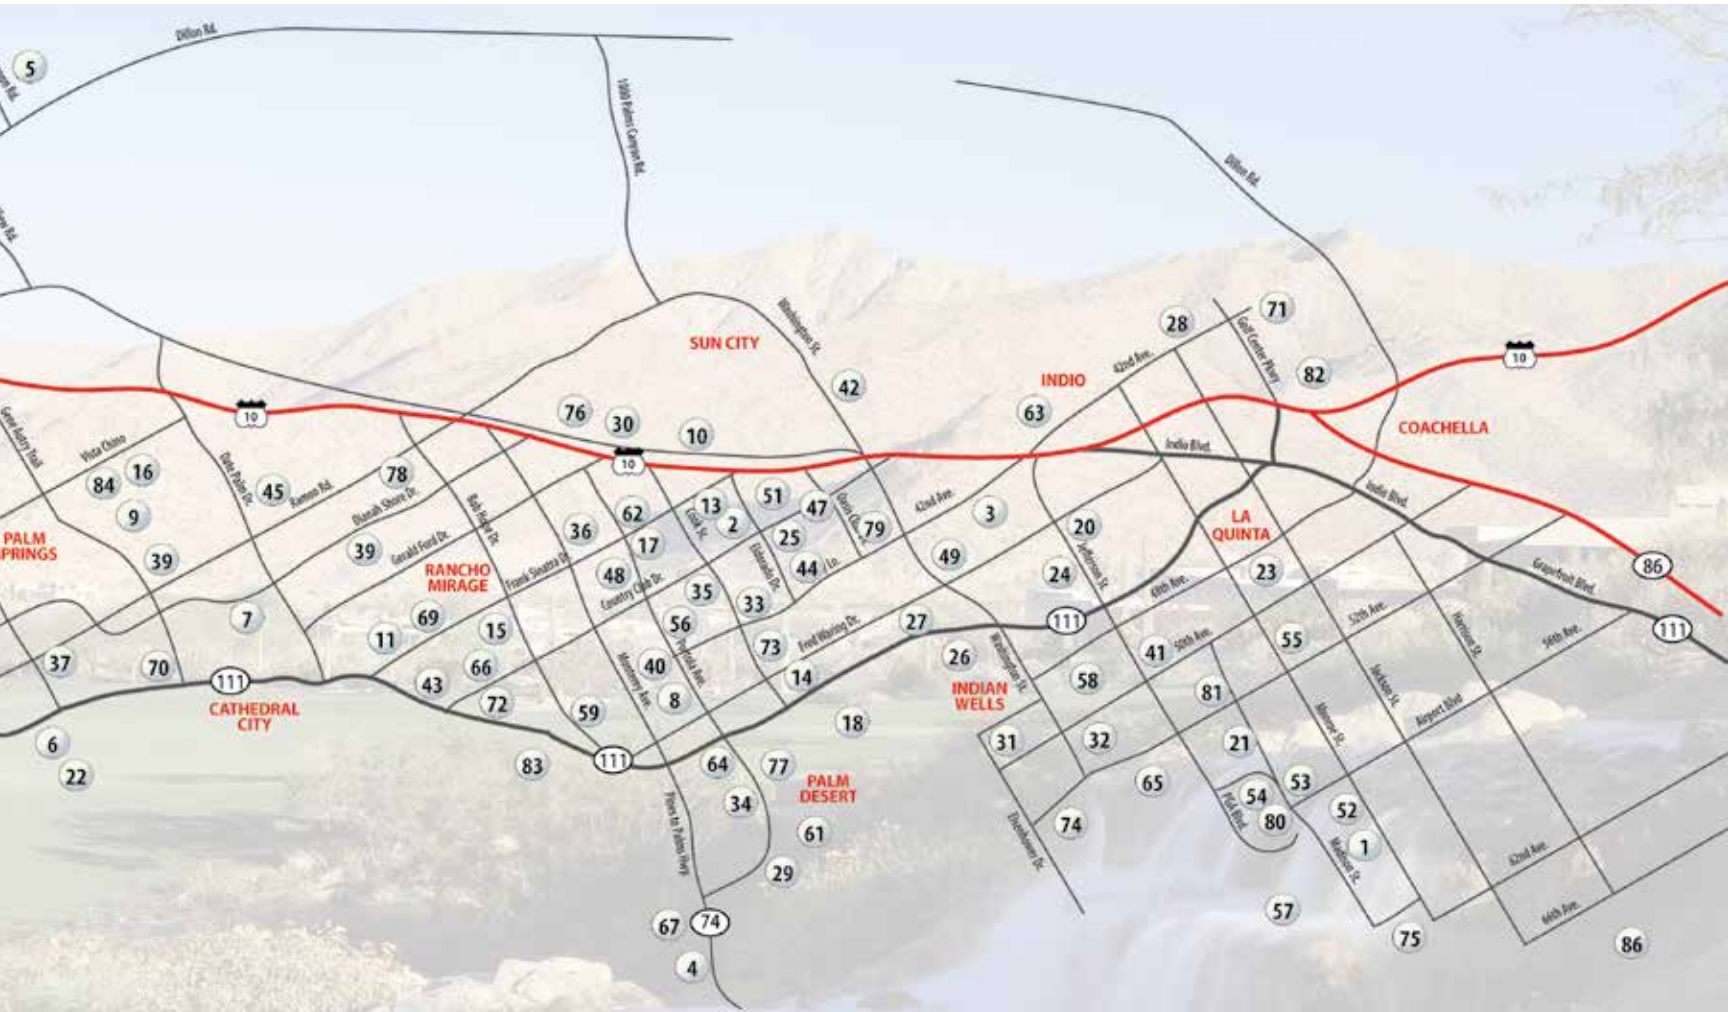 Dillon Rd.
5
1000 Palms Canyon Rd.
Dillon Rd.
Washington St.
SUN CITY
28
71
42nd Ave.
Golf Center Pkwy
82
INDIO
10
42
63
76
30
10
10
10
COACHELLA
Gene Autry Trail
Vista Chino
84
16
9
Date Palm Dr.
45
Ramon Rd.
78
Dianah Shore Dr.
Bob Hope Dr.
Indio Blvd.
Indio Blvd.
PALM
SPRINGS
39
39
Gerald Ford Dr.
RANCHO
MIRAGE
Frank Sinatra Dr.
36
62
17
48
Country Club Dr.
13
2
Cook St.
51
47
25
44
Eldorado Dr.
79
42nd Ave.
3
49
20
Jefferson St.
24
LA
QUINTA
23
48th Ave.
86
Grapefruit Blvd.
111
7
69
11
15
66
35
33
56
40
8
Portola Ave.
Monterey Ave.
73
14
Fred Waring Dr.
27
26
111
Washington St.
INDIAN
WELLS
41
50th Ave.
55
52th Ave.
Harrison St.
56th Ave.
58
81
Jackson St.
Monroe St.
Airport Blvd
37
70
111
CATHEDRAL
CITY
43
72
59
83
111
18
31
32
21
65
6
22
64
34
77
PALM
DESERT
61
29
Pines to Palms Hwy.
Eisenhower Dr.
74
PGA Blvd.
54
80
53
52
1
Madison St.
62nd Ave.
66th Ave.
67
74
4
57
75
86